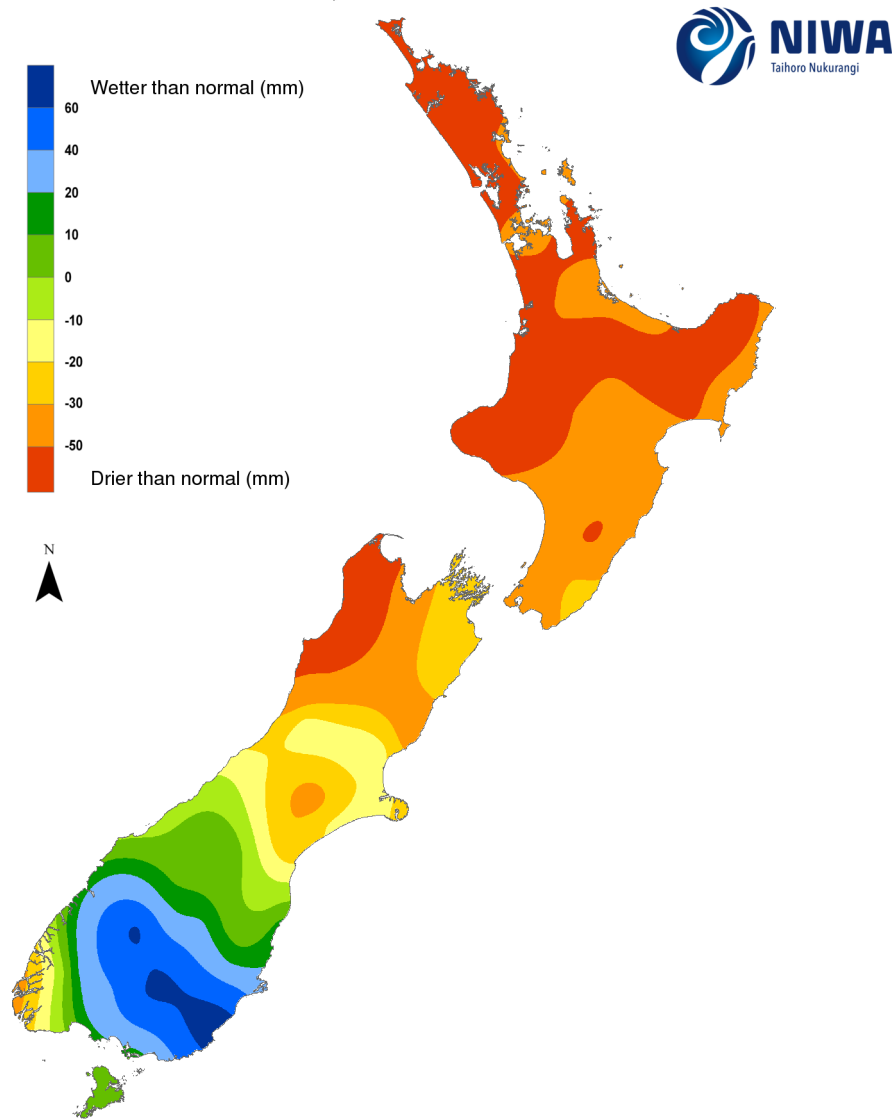 NIWA
Taihoro Nukurangi
Wetter than normal (mm)
60
40
20
10
0
-10
-20
-30
-50
Drier than normal (mm)
N